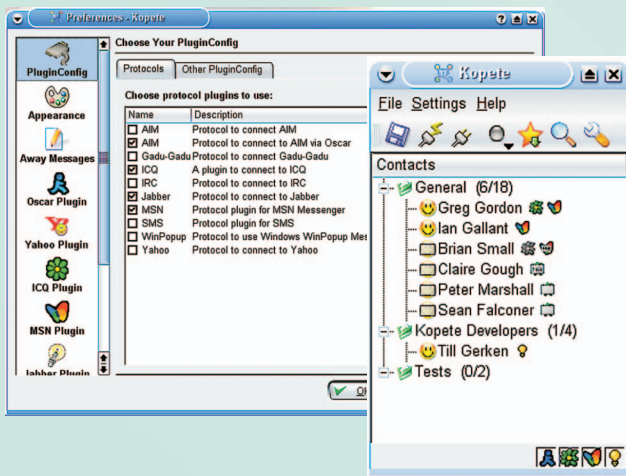 Preferences - Kopete
Choose Your PluginConfig
PluginConfig
Appearance
Away Messages
Oscar Plugin
Yahoo Plugin
ICQ Plugin
MSN Plugin
Jabber Plugin
Protocols
Other PluginConfig
Choose protocol plugins to use:
Name Description
AIM Protocol to connect AIM
AIM Protocol to connect to AIM via Oscar
Gadu-Gadu Protocol to connect Gadu-Gadu
ICQ A plugin to connect to ICQ
IRC Protocol to connect to IRC
Jabber Protocol to connect to Jabber
MSN Protocol plugin for MSN Messenger
SMS Protocol plugin for SMS
WinPopup Protocol to use Windows WinPopup Mes
Yahoo Protocol to connect to Yahoo
Kopete
File Settings Help
Contacts
General (6/18)
Greg Gordon
Ian Gallant
Brian Small
Claire Gough
Peter Marshall
Sean Falconer
Kopete Developers (1/4)
Till Gerken
Tests (0/2)